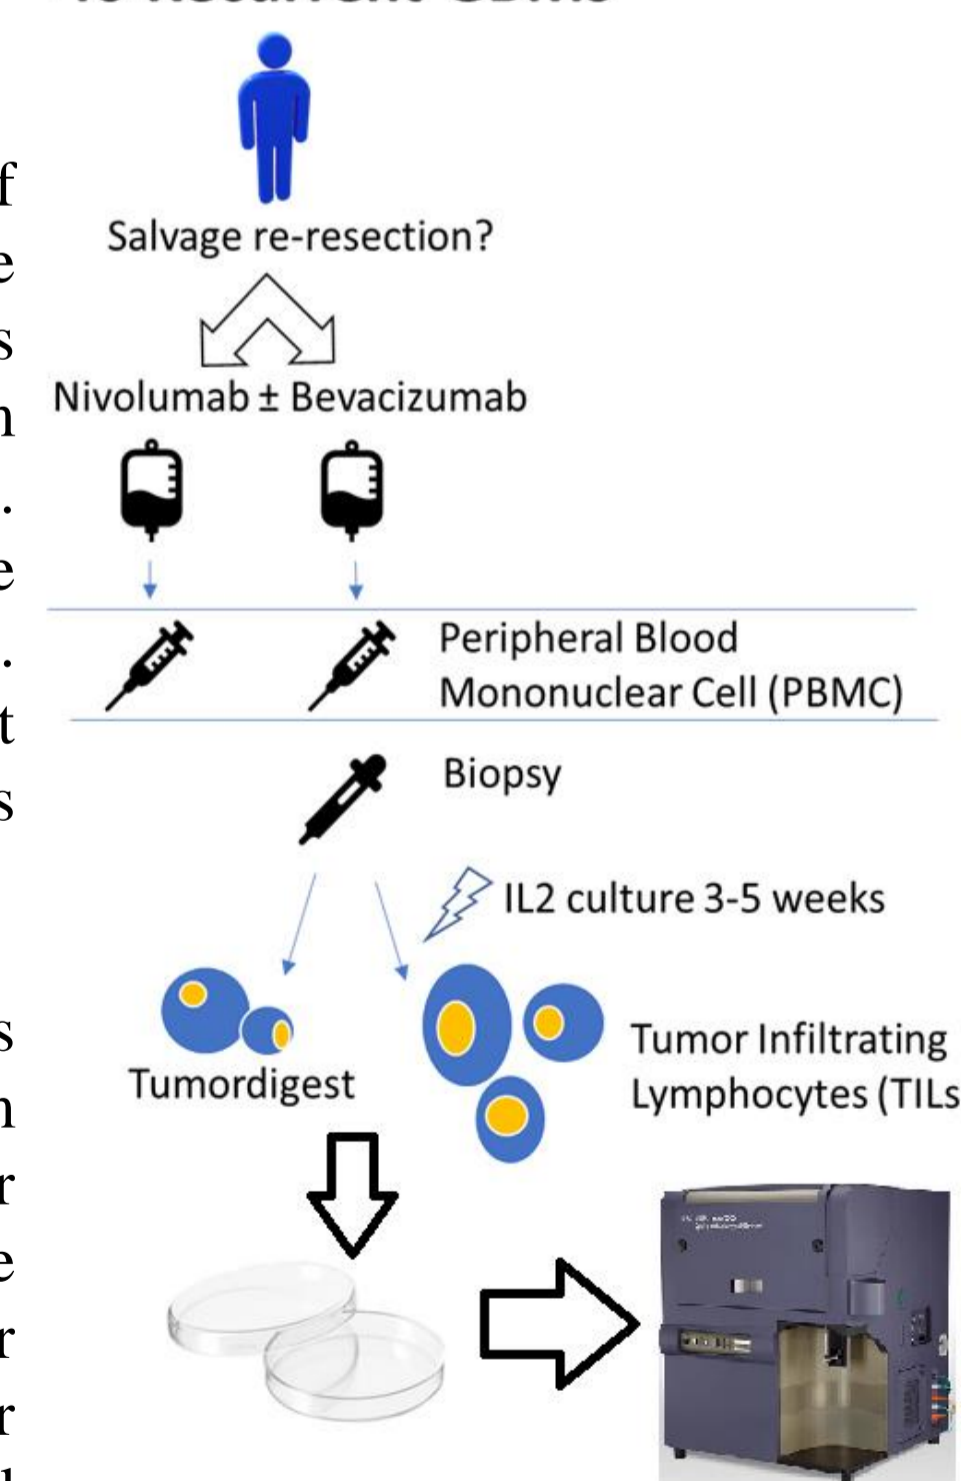 Salvage re-resection?
Nivolumab ± Bevacizumab
Peripheral Blood
Mononuclear Cell (PBMC)
Biopsy
IL2 culture 3-5 weeks
Tumor Infiltrating
Lymphocytes (TILs
Tumordigest